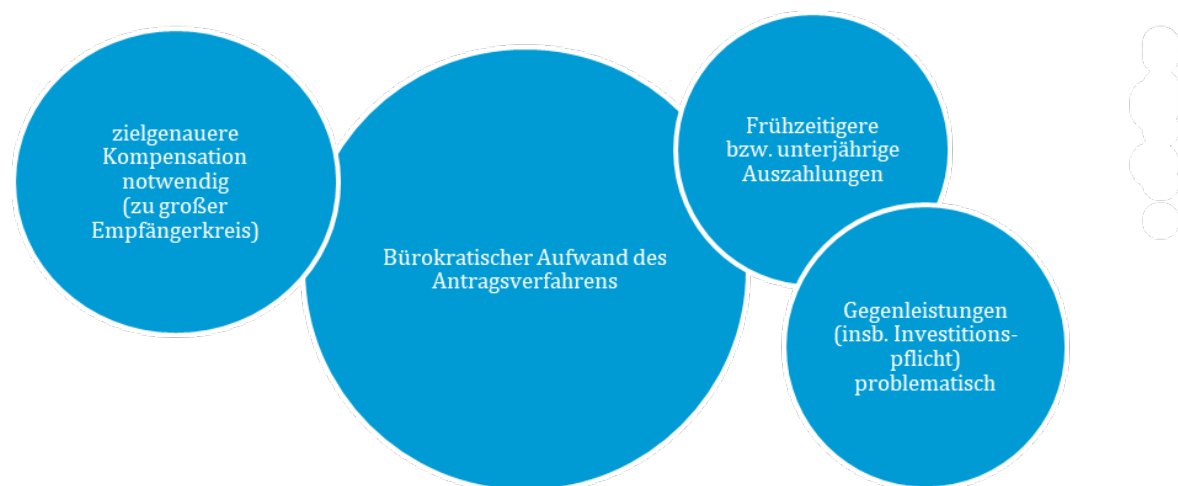 zielgenauere
Kompensation
notwendig
(zu großer
Empfängerkreis)
Bürokratischer Aufwand des
Antragsverfahrens
Frühzeitigere
bzw. unterjährige
Auszahlungen
Gegenleistungen
(insb. Investitions-
pflicht)
problematisch